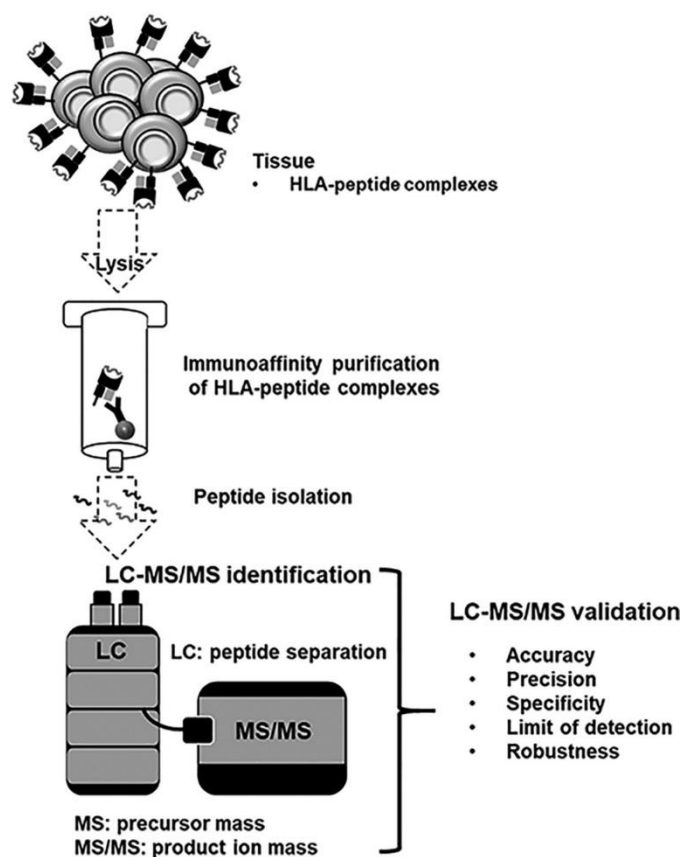 Tissue
• HLA-peptide complexes
Lysis
Immunoaffinity purification
of HLA-peptide complexes
Peptide isolation
LC-MS/MS identification
LC
LC: peptide separation
MS/MS
MS: precursor mass
MS/MS: product ion mass
LC-MS/MS validation
• Accuracy
• Precision
• Specificity
• Limit of detection
• Robustness